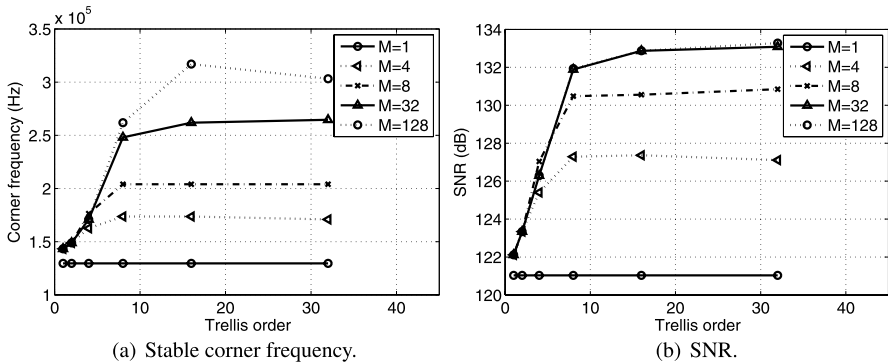 x 10^5
3.5
3
2.5
2
1.5
1
0 10 20 30 40
Corner frequency (Hz)
Trellis order
M=1
M=4
M=8
M=32
M=128
(a) Stable corner frequency.
134
132
130
128
126
124
122
120
0 10 20 30 40
SNR (dB)
Trellis order
M=1
M=4
M=8
M=32
M=128
(b) SNR.